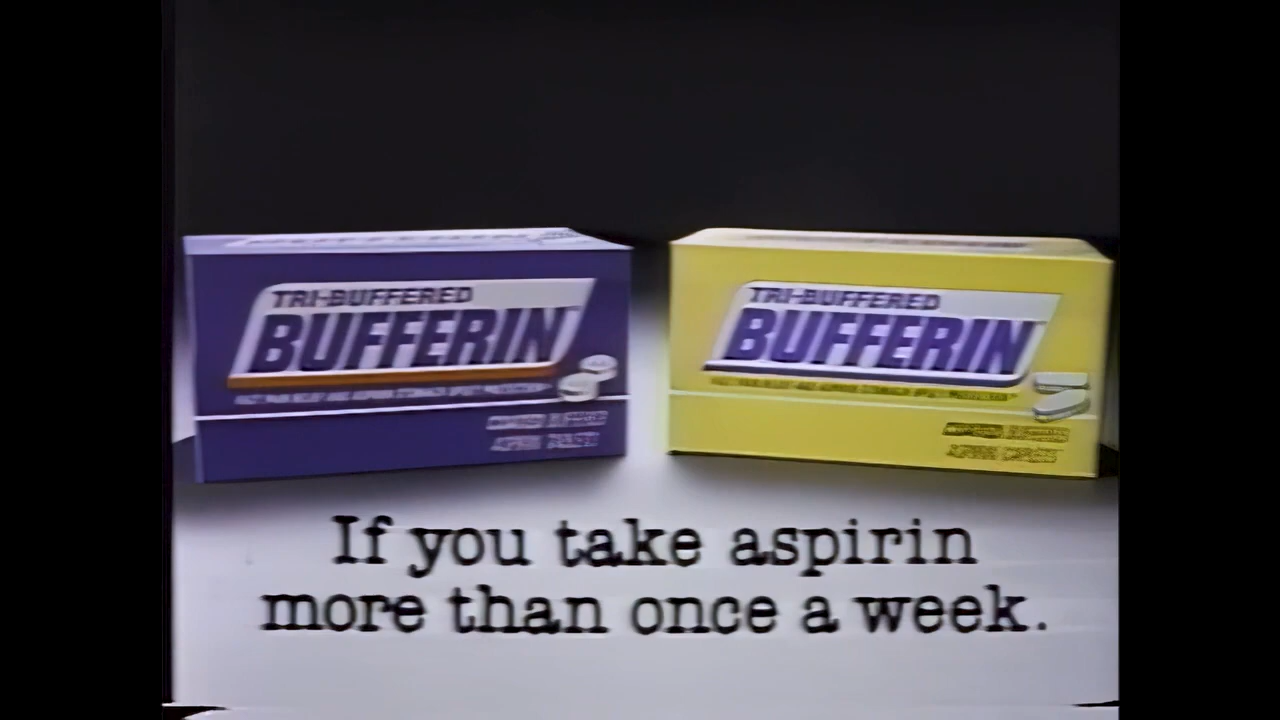 TRI-BUFFERED
BUFFERIN
TRI-BUFFERED
BUFFERIN
If you take aspirin
more than once a week.